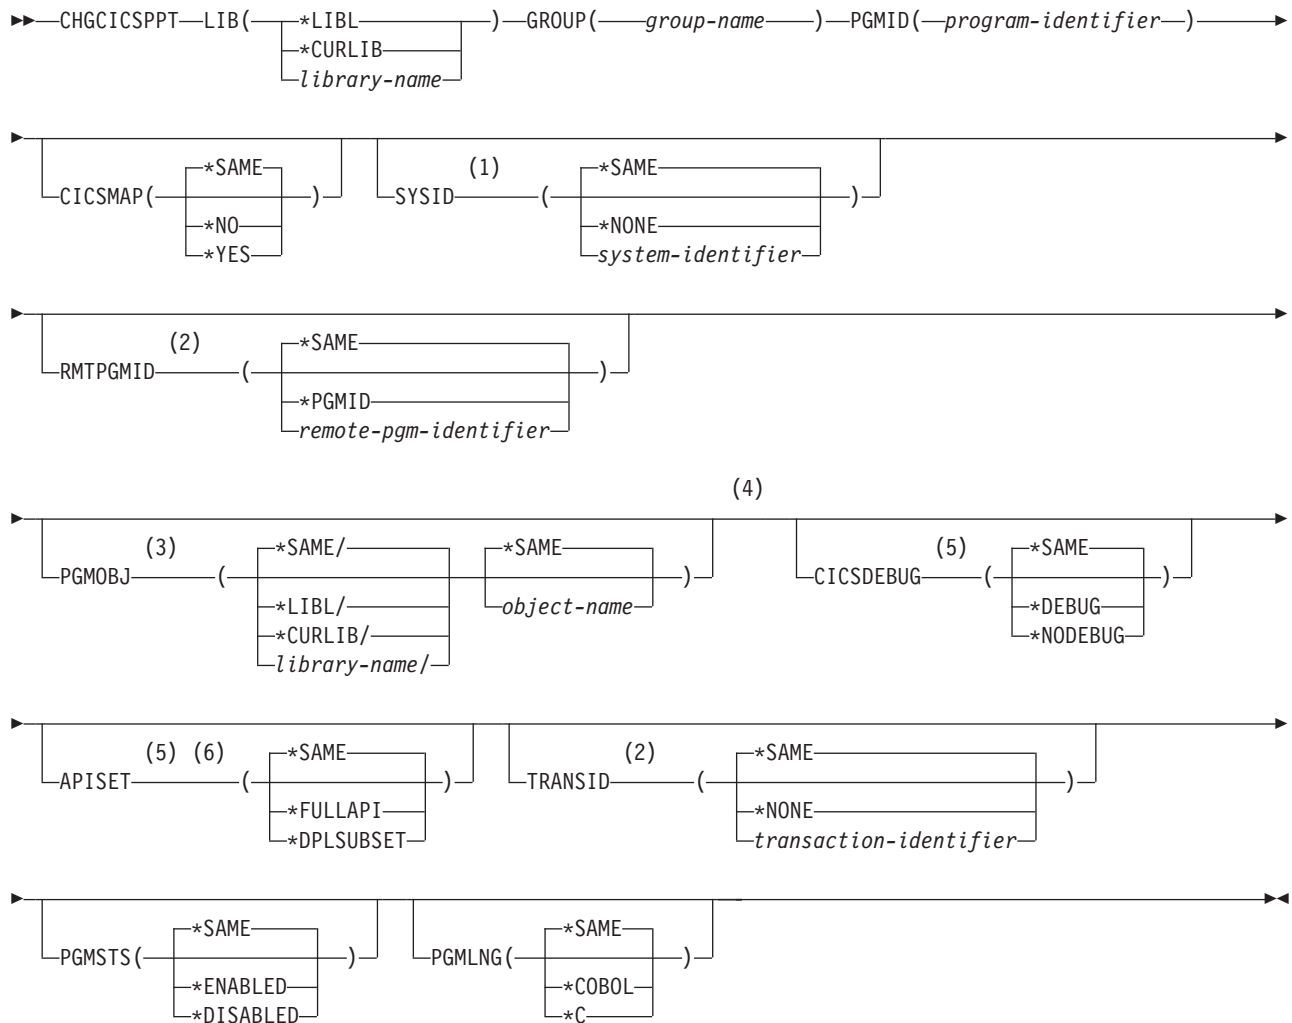 CHGCICSPPT LIB( *LIBL ) GROUP( group-name ) PGMID( program-identifier )
*CURLIB
library-name
CICSMAP( *SAME )
*NO
*YES
SYSID (1) ( *SAME )
*NONE
system-identifier
RMTPGMID (2) ( *SAME )
*PGMID
remote-pgm-identifier
(4)
PGMOBJ (3) ( *SAME/ *SAME )
*LIBL/ object-name
*CURLIB/
library-name/
CICSDEBUG (5) ( *SAME )
*DEBUG
*NODEBUG
APISET (5) (6) ( *SAME )
*FULLAPI
*DPLSUBSET
TRANSID (2) ( *SAME )
*NONE
transaction-identifier
PGMSTS( *SAME )
*ENABLED
*DISABLED
PGMLNG( *SAME )
*COBOL
*C